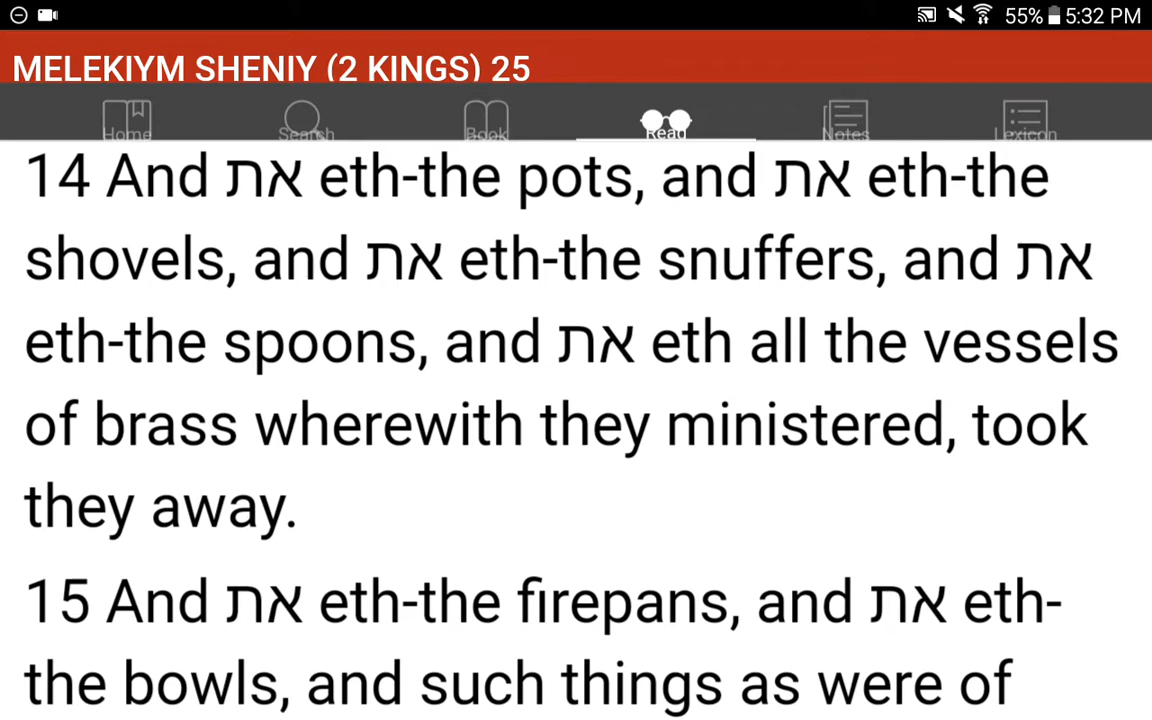 55% 5:32 PM
MELEKIYM SHENIY (2 KINGS) 25
Home Search Book Read Notes Lexicon
14 And את eth-the pots, and את eth-the
shovels, and את eth-the snuffers, and את
eth-the spoons, and את eth all the vessels
of brass wherewith they ministered, took
they away.
15 And את eth-the firepans, and את eth-
the bowls, and such things as were of